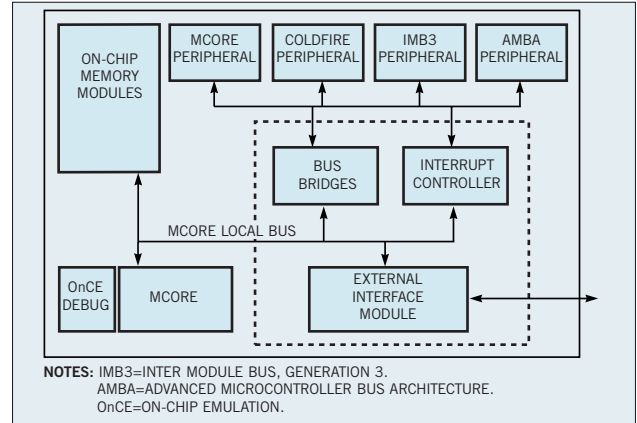 ON-CHIP
MEMORY
MODULES
MCORE
PERIPHERAL
COLDFIRE
PERIPHERAL
IMB3
PERIPHERAL
AMBA
PERIPHERAL
BUS
BRIDGES
INTERRUPT
CONTROLLER
MCORE LOCAL BUS
OnCE
DEBUG
MCORE
EXTERNAL
INTERFACE
MODULE
NOTES: IMB3=INTER MODULE BUS, GENERATION 3.
AMBA=ADVANCED MICROCONTROLLER BUS ARCHITECTURE.
OnCE=ON-CHIP EMULATION.